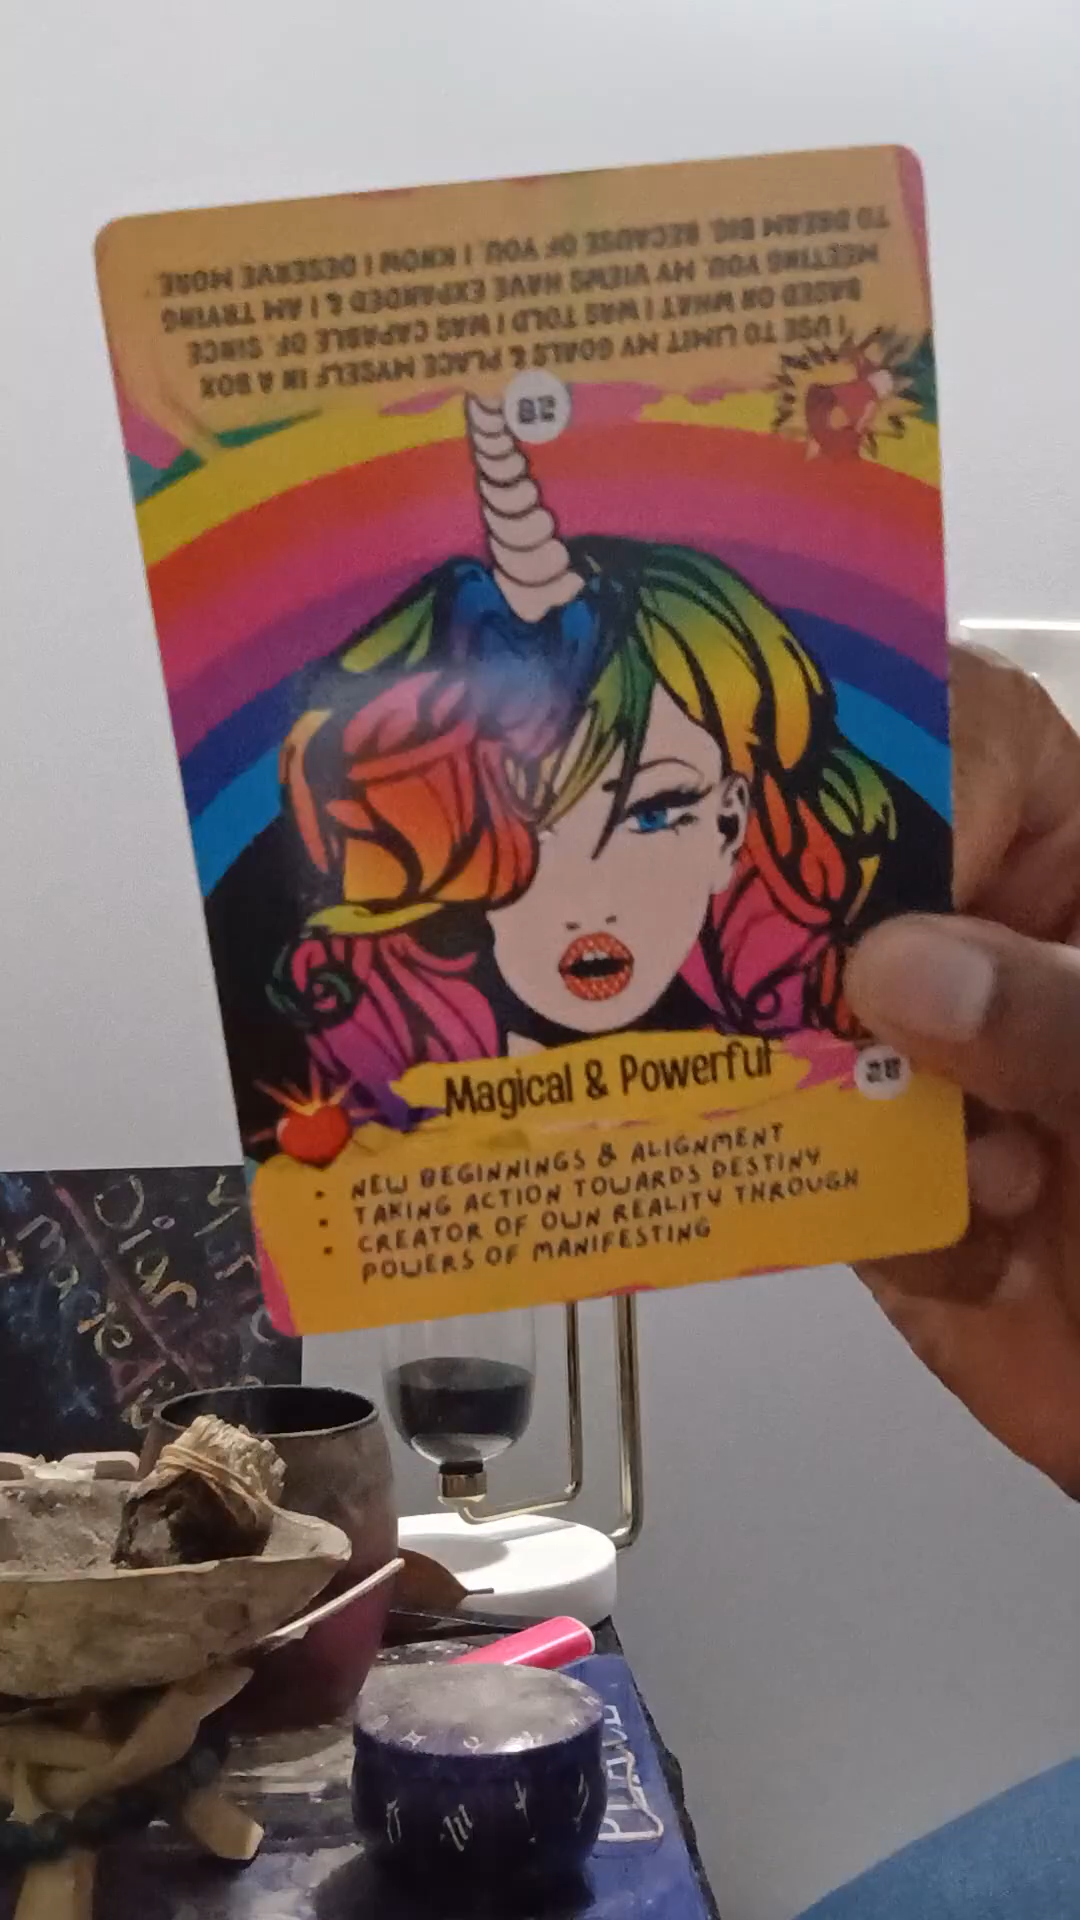 I USE TO LIMIT MY GOALS & PLACE MYSELF IN A BOX
BASED ON WHAT I WAS TOLD I WAS CAPABLE OF. SINCE
MEETING YOU, MY VIEWS HAVE EXPANDED & I AM TRYING
TO DREAM BIG. BECAUSE OF YOU, I KNOW I DESERVE MORE.
28
Magical & Powerful
28
• NEW BEGINNINGS & ALIGNMENT
• TAKING ACTION TOWARDS DESTINY
• CREATOR OF OWN REALITY THROUGH
POWERS OF MANIFESTING